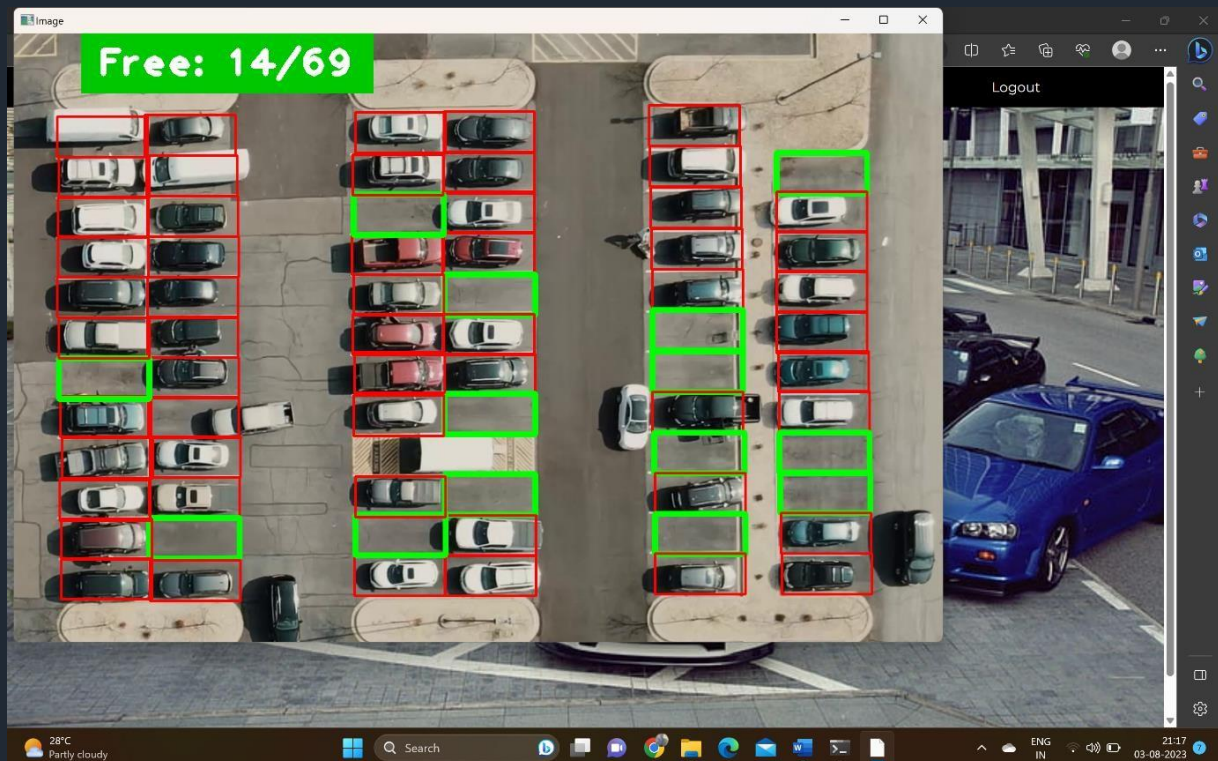 Image
Free: 14/69
Logout
28°C
Partly cloudy
Search
ENG
IN
21:17
03-08-2023